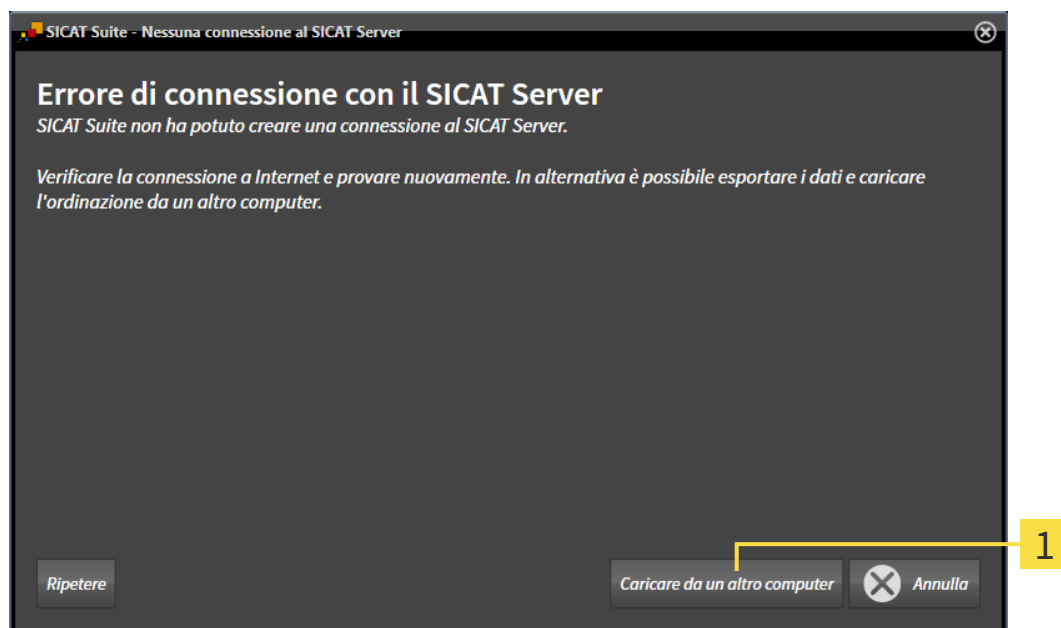 SICAT Suite - Nessuna connessione al SICAT Server
Errore di connessione con il SICAT Server
SICAT Suite non ha potuto creare una connessione al SICAT Server.
Verificare la connessione a Internet e provare nuovamente. In alternativa è possibile esportare i dati e caricare
l'ordinazione da un altro computer.
1
Ripetere
Caricare da un altro computer
Annulla